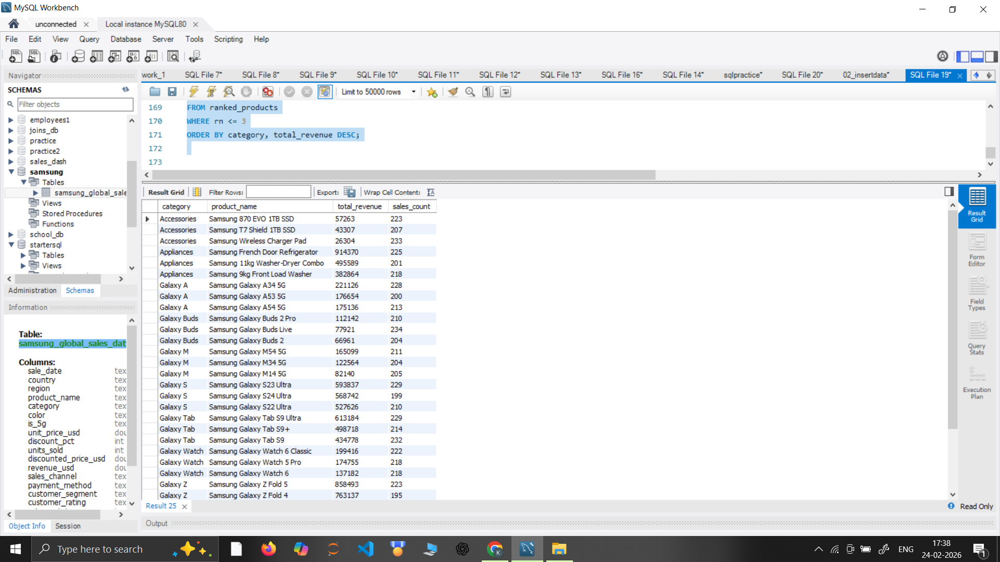 MySQL Workbench
unconnected
Local instance MySQL80
File Edit View Query Database Server Tools Scripting Help
Navigator
SCHEMAS
Filter objects
employees1
joins_db
practice
practice2
sales_dash
samsung
Tables
samsung_global_sale
Views
Stored Procedures
Functions
school_db
startersql
Tables
Views
Administration Schemas
Information
Table:
samsung_global_sales_dat
Columns:
sale_date tex
country tex
region tex
product_name tex
category tex
color tex
is_5g tex
unit_price_usd dou
discount_pct int
units_sold int
discounted_price_usd dou
revenue_usd dou
sales_channel tex
payment_method tex
customer_segment tex
customer_rating tex
Object Info Session
work_1 SQL File 7* SQL File 8* SQL File 9* SQL File 10* SQL File 11* SQL File 12* SQL File 13* SQL File 16* SQL File 14* sqlpractice* SQL File 20* 02_insertdata* SQL File 19*
Limit to 50000 rows
169 FROM ranked_products
170 WHERE rn <= 3
171 ORDER BY category, total_revenue DESC;
172
173
Result Grid Filter Rows: Export: Wrap Cell Content:
category product_name total_revenue sales_count
Accessories Samsung 870 EVO 1TB SSD 57263 223
Accessories Samsung T7 Shield 1TB SSD 43307 207
Accessories Samsung Wireless Charger Pad 26304 233
Appliances Samsung French Door Refrigerator 914370 225
Appliances Samsung 11kg Washer-Dryer Combo 495589 201
Appliances Samsung 9kg Front Load Washer 382864 218
Galaxy A Samsung Galaxy A34 5G 221126 228
Galaxy A Samsung Galaxy A53 5G 176654 200
Galaxy A Samsung Galaxy A54 5G 175136 213
Galaxy Buds Samsung Galaxy Buds 2 Pro 112142 210
Galaxy Buds Samsung Galaxy Buds Live 77921 234
Galaxy Buds Samsung Galaxy Buds 2 66961 204
Galaxy M Samsung Galaxy M54 5G 165099 211
Galaxy M Samsung Galaxy M34 5G 122564 204
Galaxy M Samsung Galaxy M14 5G 82140 205
Galaxy S Samsung Galaxy S23 Ultra 593837 229
Galaxy S Samsung Galaxy S24 Ultra 568742 199
Galaxy S Samsung Galaxy S22 Ultra 527626 210
Galaxy Tab Samsung Galaxy Tab S9 Ultra 613184 229
Galaxy Tab Samsung Galaxy Tab S9+ 498718 214
Galaxy Tab Samsung Galaxy Tab S9 434778 232
Galaxy Watch Samsung Galaxy Watch 6 Classic 199416 222
Galaxy Watch Samsung Galaxy Watch 5 Pro 174755 218
Galaxy Watch Samsung Galaxy Watch 6 137182 218
Galaxy Z Samsung Galaxy Z Fold 5 858493 223
Galaxy Z Samsung Galaxy Z Fold 4 763137 195
Result
Grid
Form
Editor
Field
Types
Query
Stats
Execution
Plan
Result 25
Read Only
Output
Type here to search
ENG
17:38
24-02-2026
1